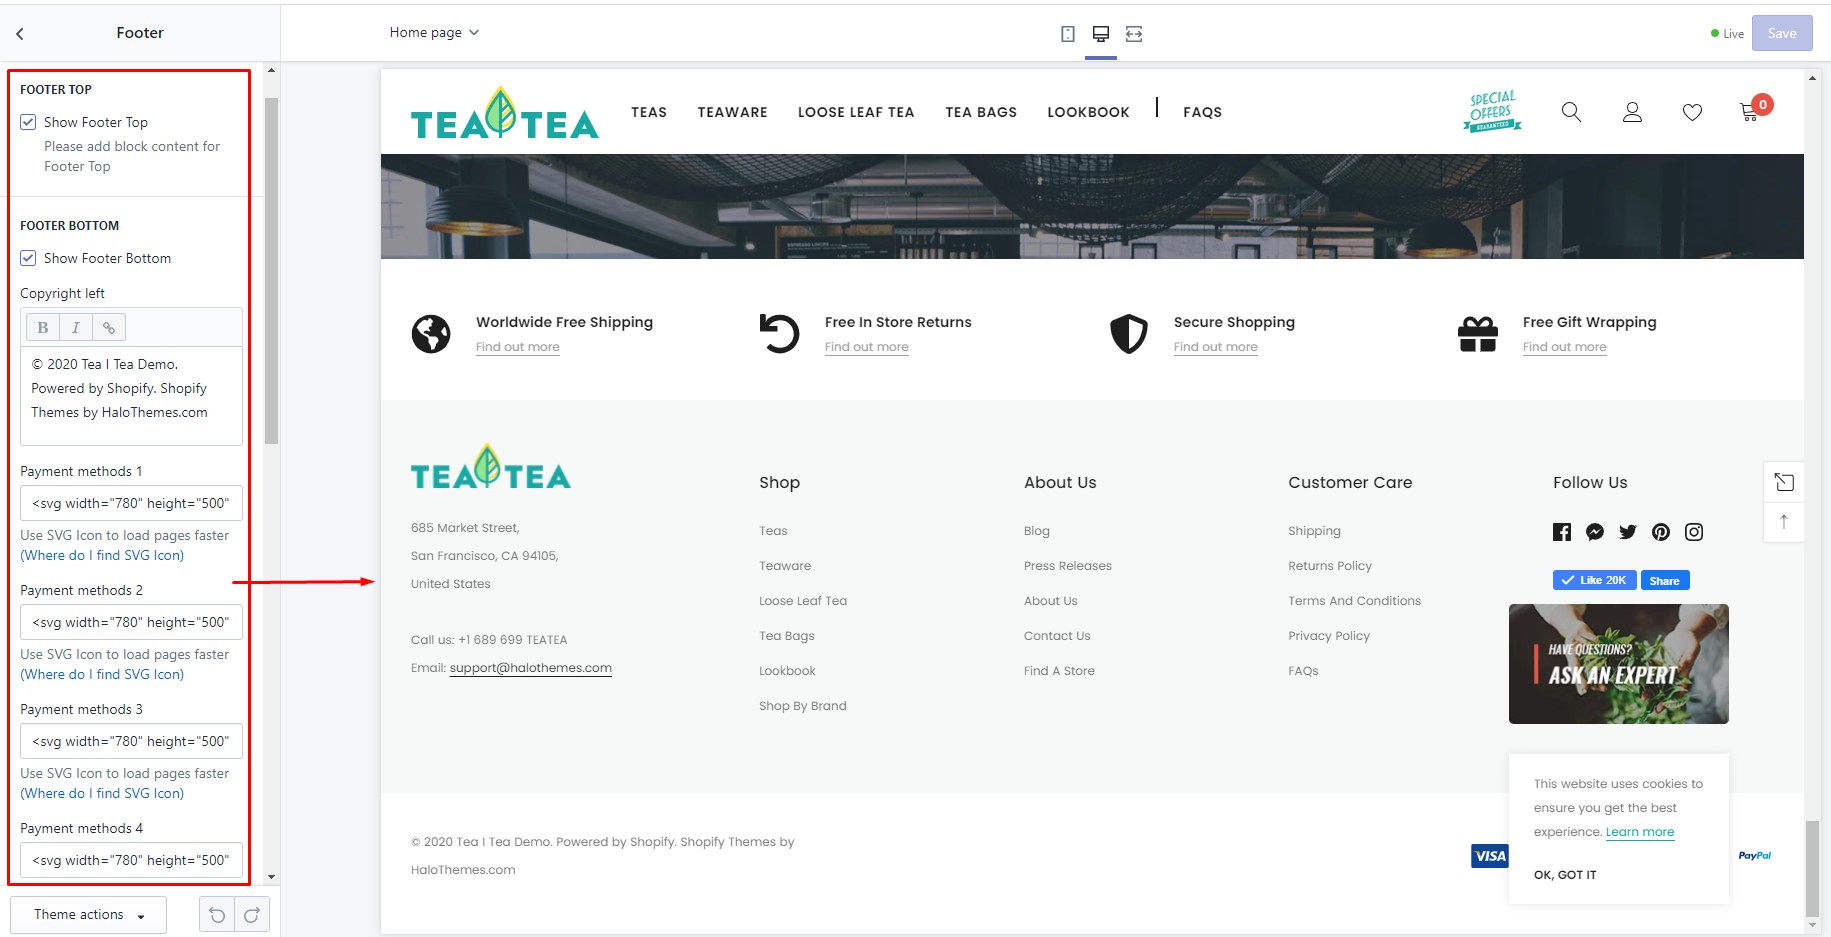 Footer
Home page
Live
Save
FOOTER TOP
Show Footer Top
Please add block content for
Footer Top
FOOTER BOTTOM
Show Footer Bottom
Copyright left
B I
© 2020 Tea I Tea Demo.
Powered by Shopify. Shopify
Themes by HaloThemes.com
Payment methods 1
<svg width="780" height="500"
Use SVG Icon to load pages faster
(Where do I find SVG Icon)
Payment methods 2
<svg width="780" height="500"
Use SVG Icon to load pages faster
(Where do I find SVG Icon)
Payment methods 3
<svg width="780" height="500"
Use SVG Icon to load pages faster
(Where do I find SVG Icon)
Payment methods 4
<svg width="780" height="500"
Theme actions
TEA TEA
TEAS
TEAWARE
LOOSE LEAF TEA
TEA BAGS
LOOKBOOK
FAQS
SPECIAL
OFFERS
GUARANTEED
0
Worldwide Free Shipping
Find out more
Free In Store Returns
Find out more
Secure Shopping
Find out more
Free Gift Wrapping
Find out more
TEA TEA
685 Market Street,
San Francisco, CA 94105,
United States
Call us: +1 689 699 TEATEA
Email: support@halothemes.com
Shop
Teas
Teaware
Loose Leaf Tea
Tea Bags
Lookbook
Shop By Brand
About Us
Blog
Press Releases
About Us
Contact Us
Find A Store
Customer Care
Shipping
Returns Policy
Terms And Conditions
Privacy Policy
FAQs
Follow Us
Like 20K
Share
HAVE QUESTIONS?
ASK AN EXPERT
This website uses cookies to
ensure you get the best
experience. Learn more
OK, GOT IT
© 2020 Tea I Tea Demo. Powered by Shopify. Shopify Themes by
HaloThemes.com
VISA
PayPal